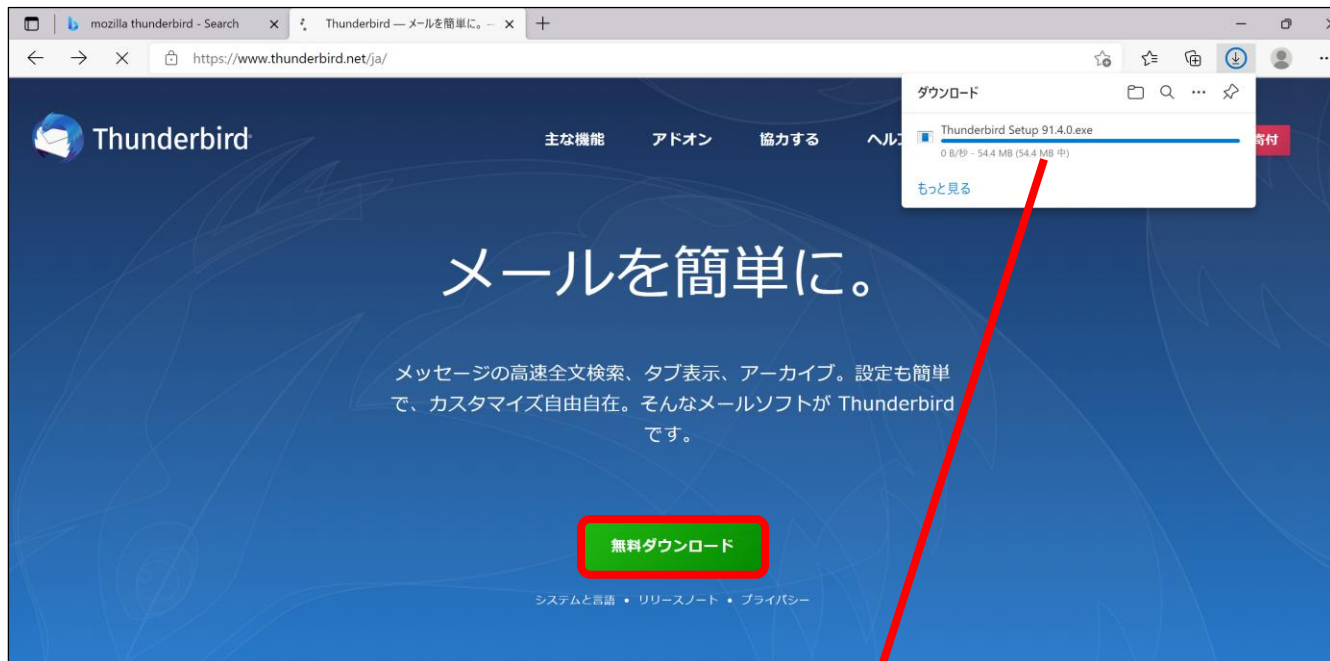 mozilla thunderbird - Search
Thunderbird — メールを簡単に。 —
https://www.thunderbird.net/ja/
ダウンロード
Thunderbird Setup 91.4.0.exe
0 B/秒 - 54.4 MB (54.4 MB 中)
もっと見る
Thunderbird
主な機能
アドオン
協力する
ヘル
寄付
メールを簡単に。
メッセージの高速全文検索、タブ表示、アーカイブ。設定も簡単
で、カスタマイズ自由自在。そんなメールソフトが Thunderbird
です。
無料ダウンロード
システムと言語 • リリースノート • プライバシー